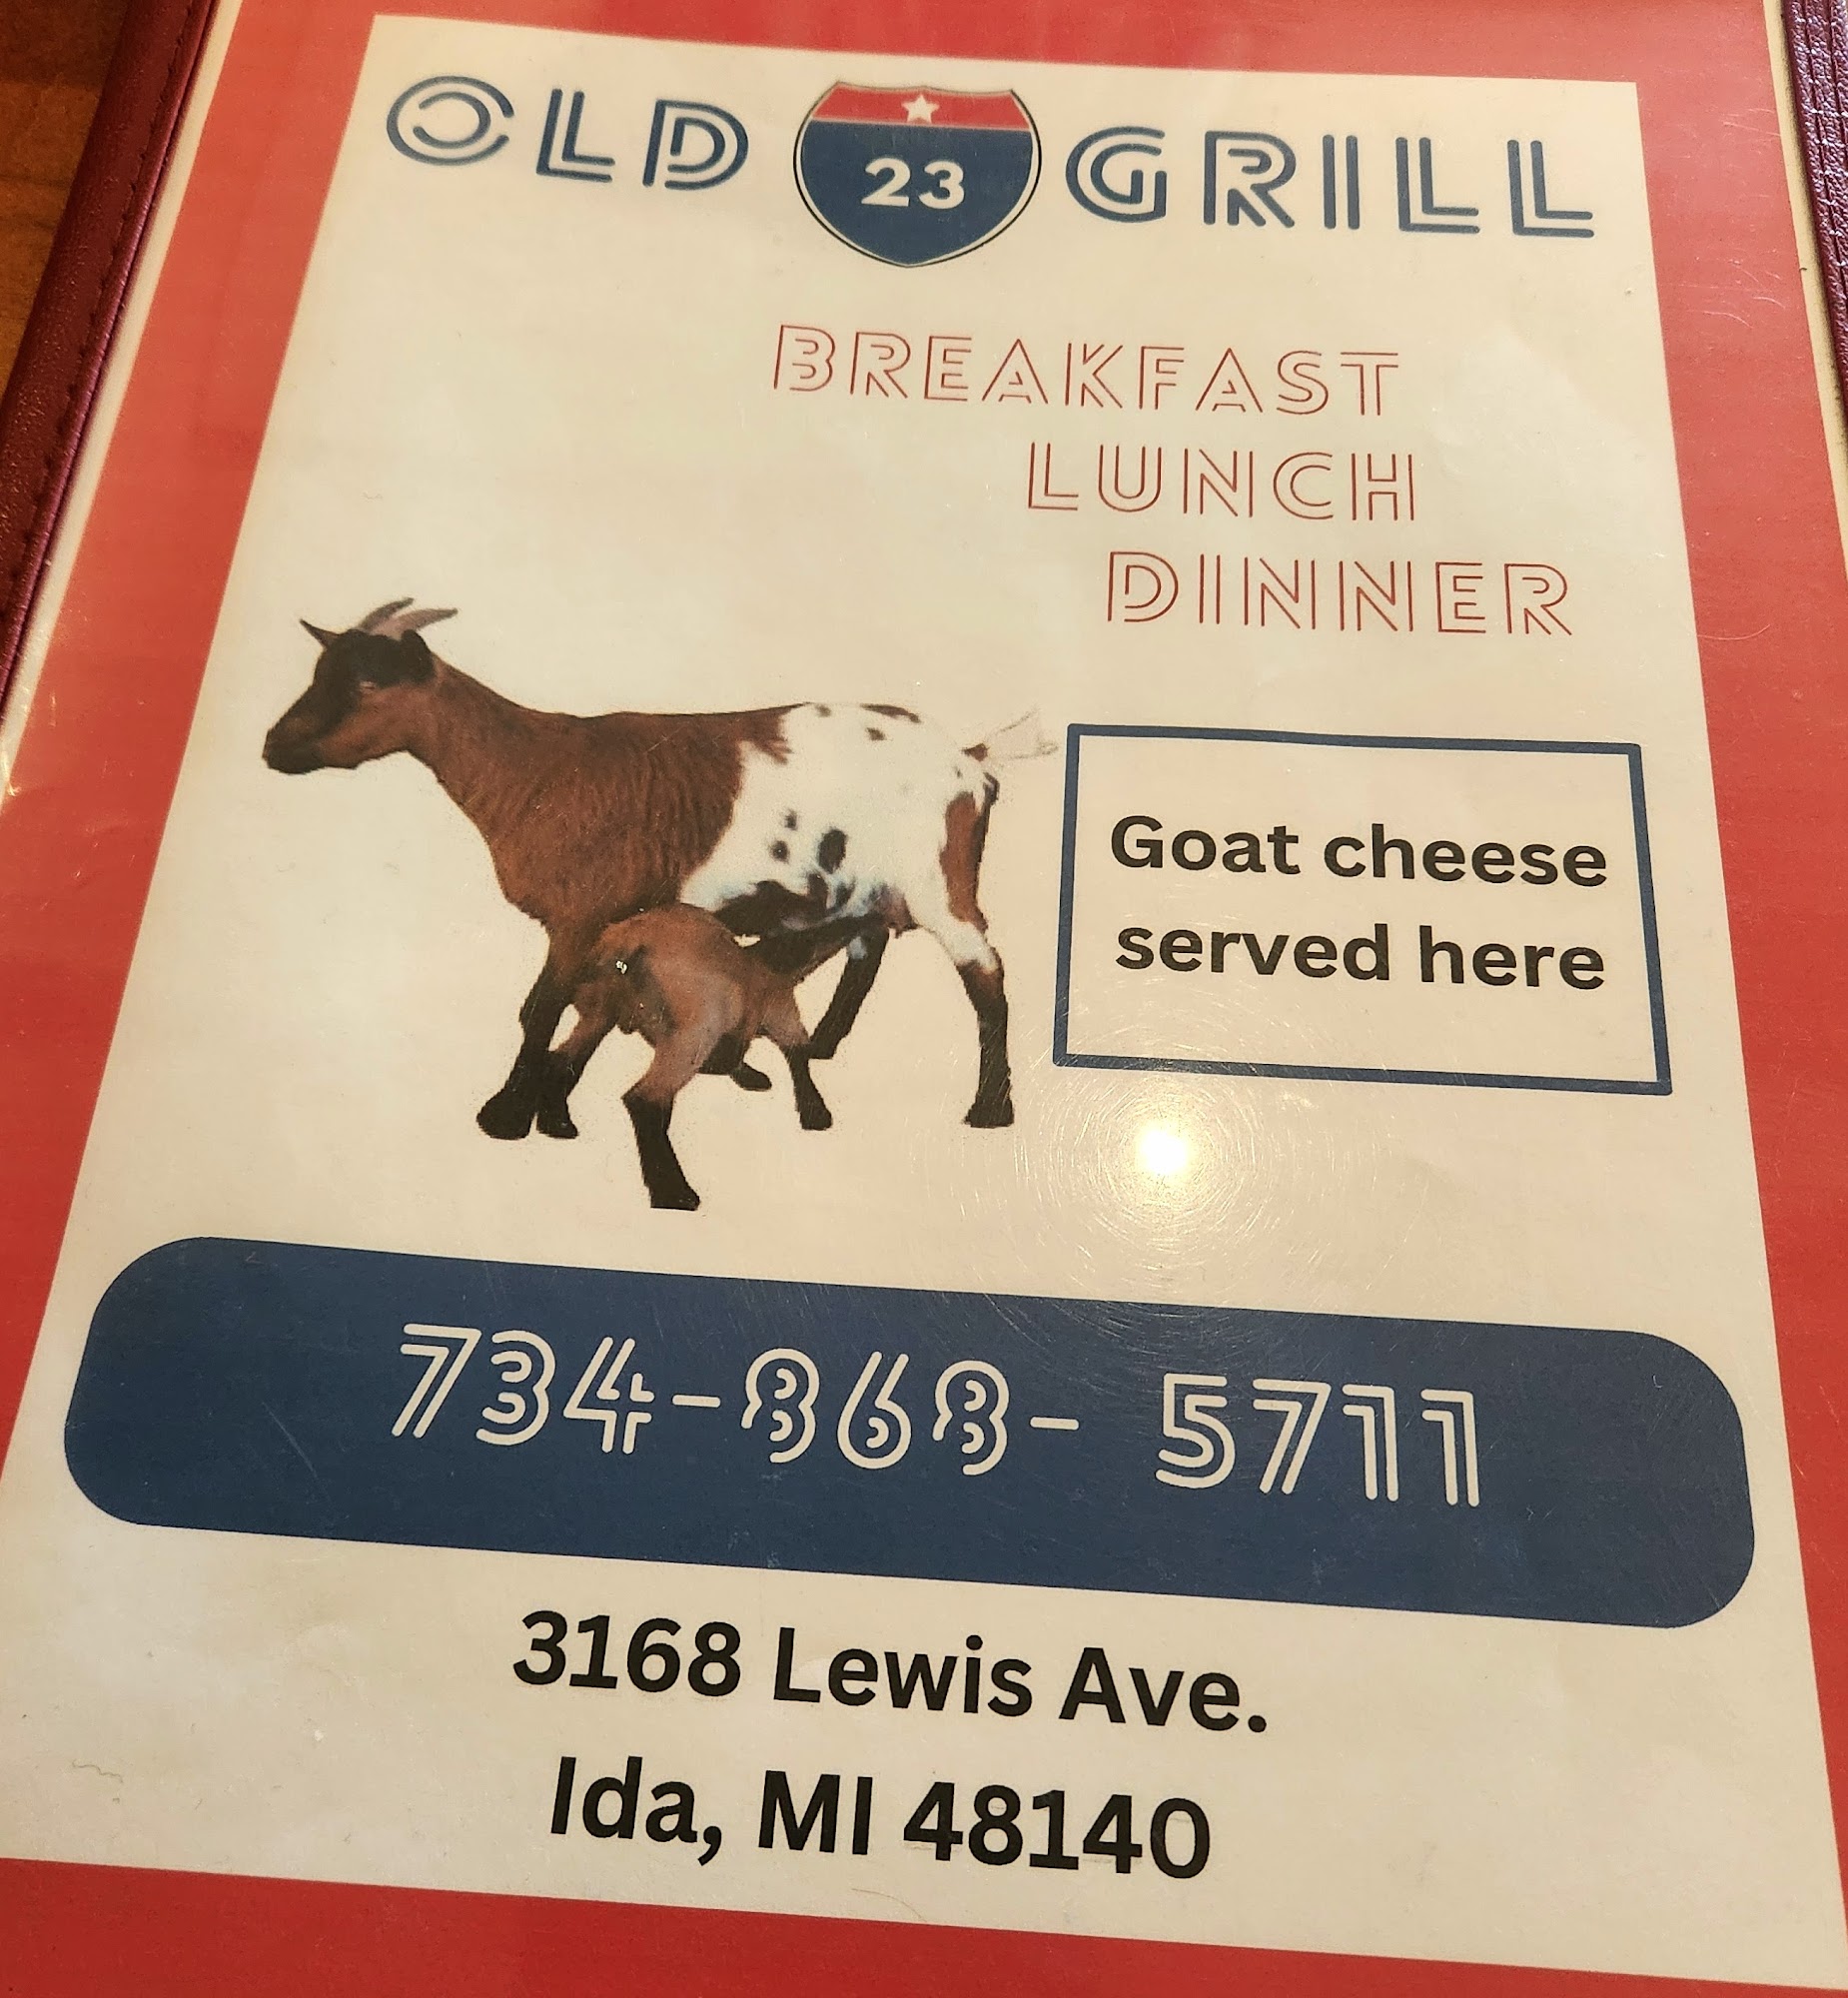 OLD 23 GRILL
BREAKFAST
LUNCH
DINNER
Goat cheese
served here
734-868- 5711
3168 Lewis Ave.
Ida, MI 48140